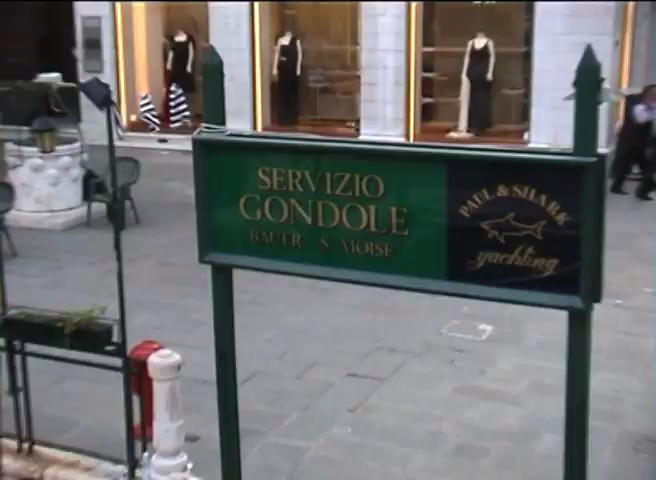 SERVIZIO
GONDOLE
BAUER S. MOISE'
PAUL & SHARK
yachting